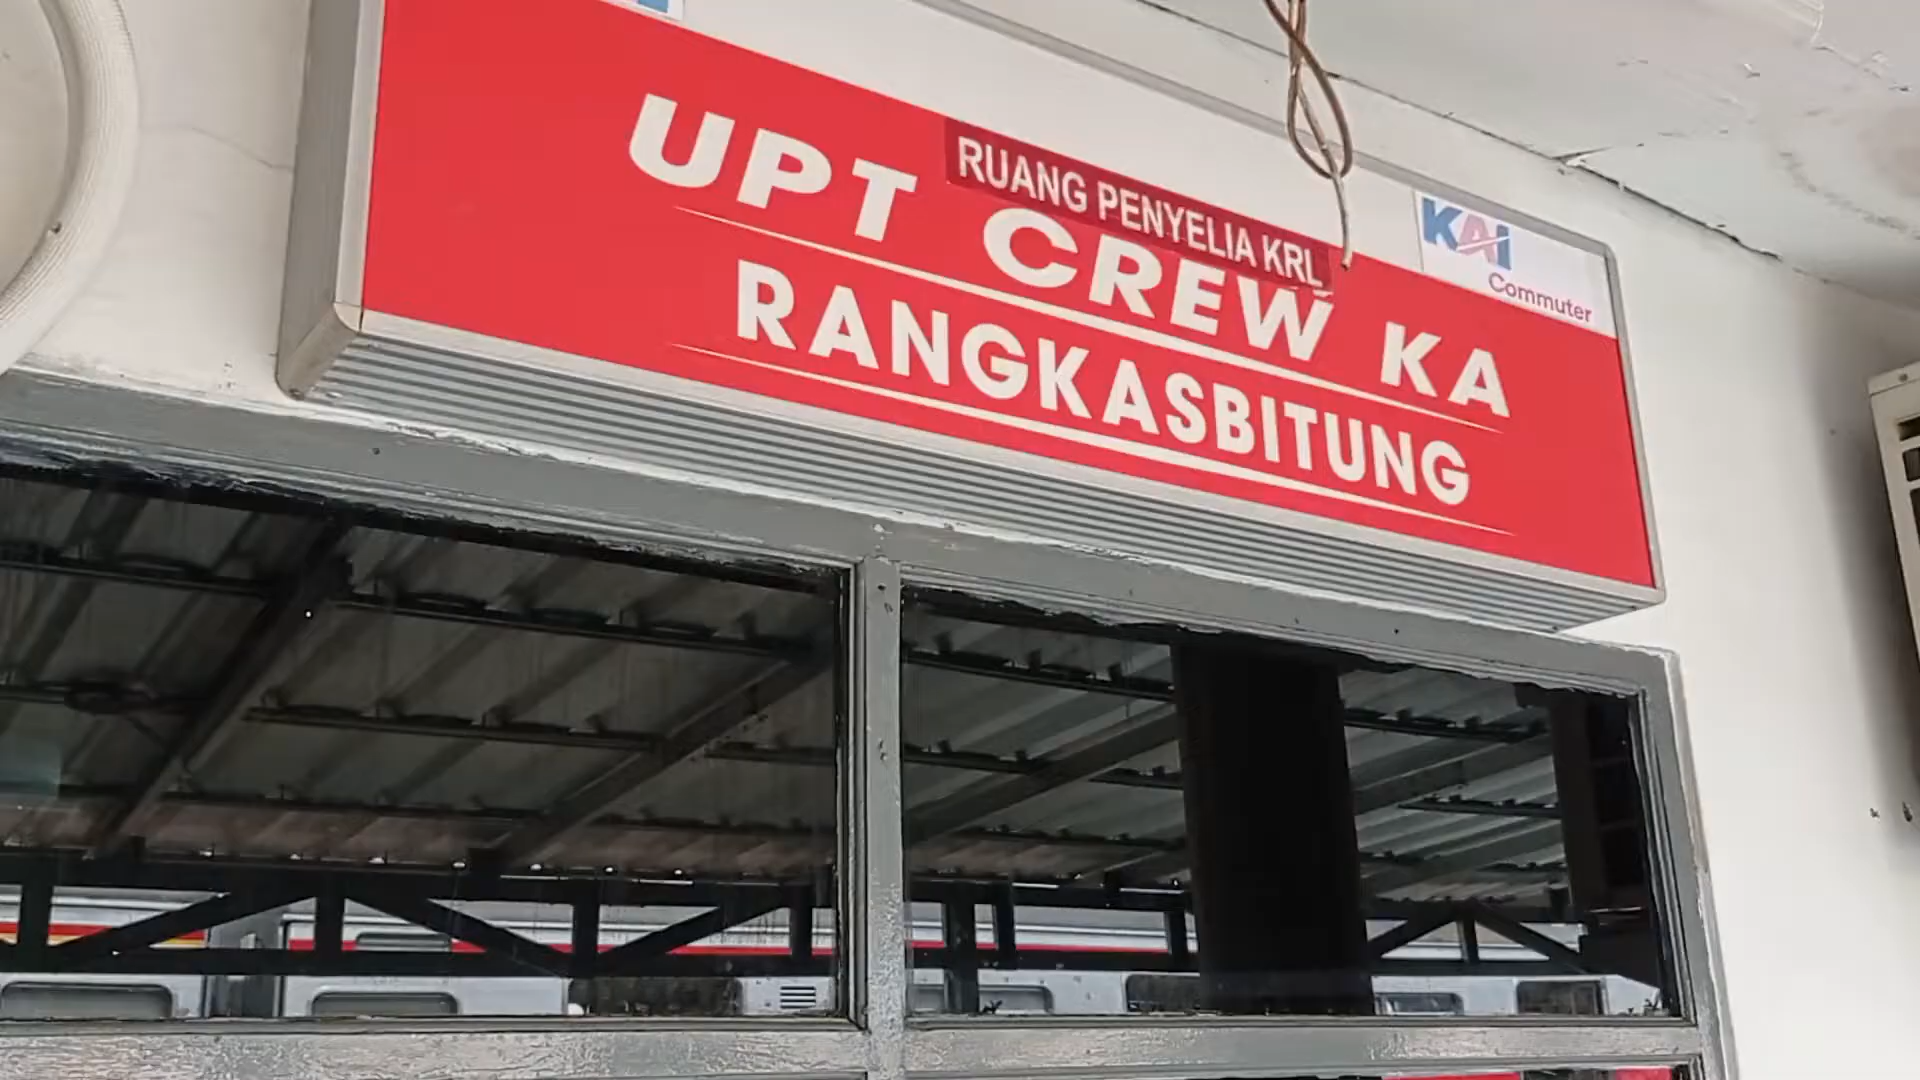 RUANG PENYELIA KRL
UPT CREW KA
RANGKASBITUNG
KAI
Commuter